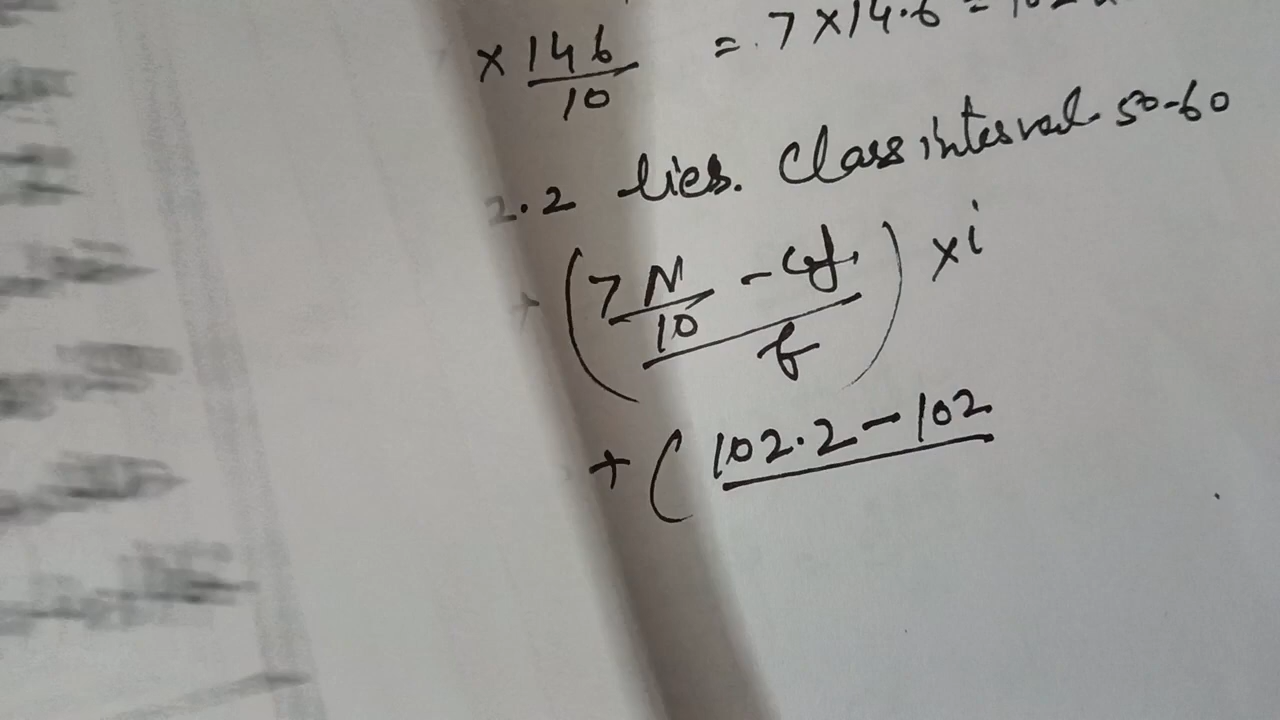 × 146/10 = 7 × 14.6 =
2.2 lies. Class interval 50-60
+ (7N/10 - cf. / f) × i
+ (102.2 - 102